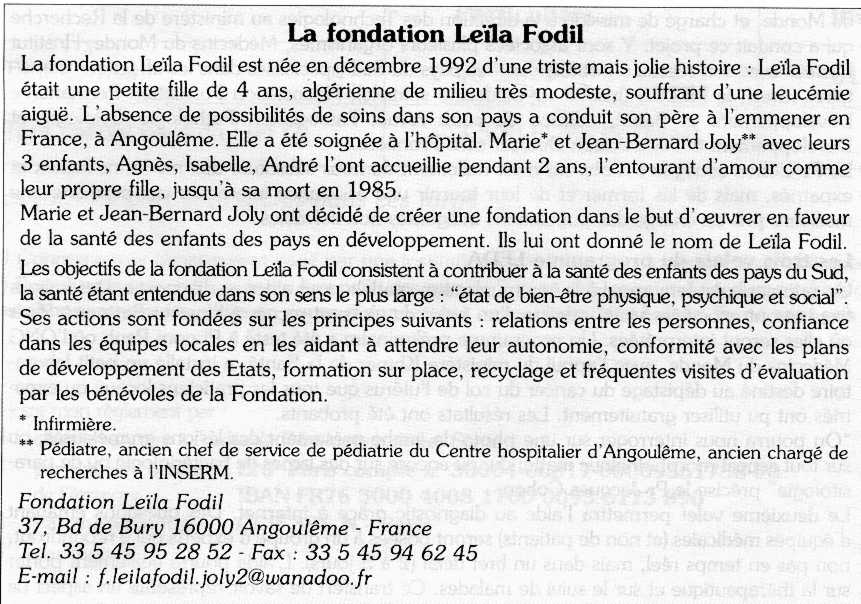 La fondation Leïla Fodil
La fondation Leïla Fodil est née en décembre 1992 d'une triste mais jolie histoire : Leïla Fodil
était une petite fille de 4 ans, algérienne de milieu très modeste, souffrant d'une leucémie
aiguë. L'absence de possibilités de soins dans son pays a conduit son père à l'emmener en
France, à Angoulême. Elle a été soignée à l'hôpital. Marie* et Jean-Bernard Joly** avec leurs
3 enfants, Agnès, Isabelle, André l'ont accueillie pendant 2 ans, l'entourant d'amour comme
leur propre fille, jusqu'à sa mort en 1985.
Marie et Jean-Bernard Joly ont décidé de créer une fondation dans le but d'œuvrer en faveur
de la santé des enfants des pays en développement. Ils lui ont donné le nom de Leïla Fodil.
Les objectifs de la fondation Leïla Fodil consistent à contribuer à la santé des enfants des pays du Sud,
la santé étant entendue dans son sens le plus large : "état de bien-être physique, psychique et social".
Ses actions sont fondées sur les principes suivants : relations entre les personnes, confiance
dans les équipes locales en les aidant à attendre leur autonomie, conformité avec les plans
de développement des Etats, formation sur place, recyclage et fréquentes visites d'évaluation
par les bénévoles de la Fondation.
* Infirmière.
** Pédiatre, ancien chef de service de pédiatrie du Centre hospitalier d'Angoulême, ancien chargé de
recherches à l'INSERM.
Fondation Leïla Fodil
37, Bd de Bury 16000 Angoulême - France
Tel. 33 5 45 95 28 52 - Fax : 33 5 45 94 62 45
E-mail : f.leilafodil.joly2@wanadoo.fr